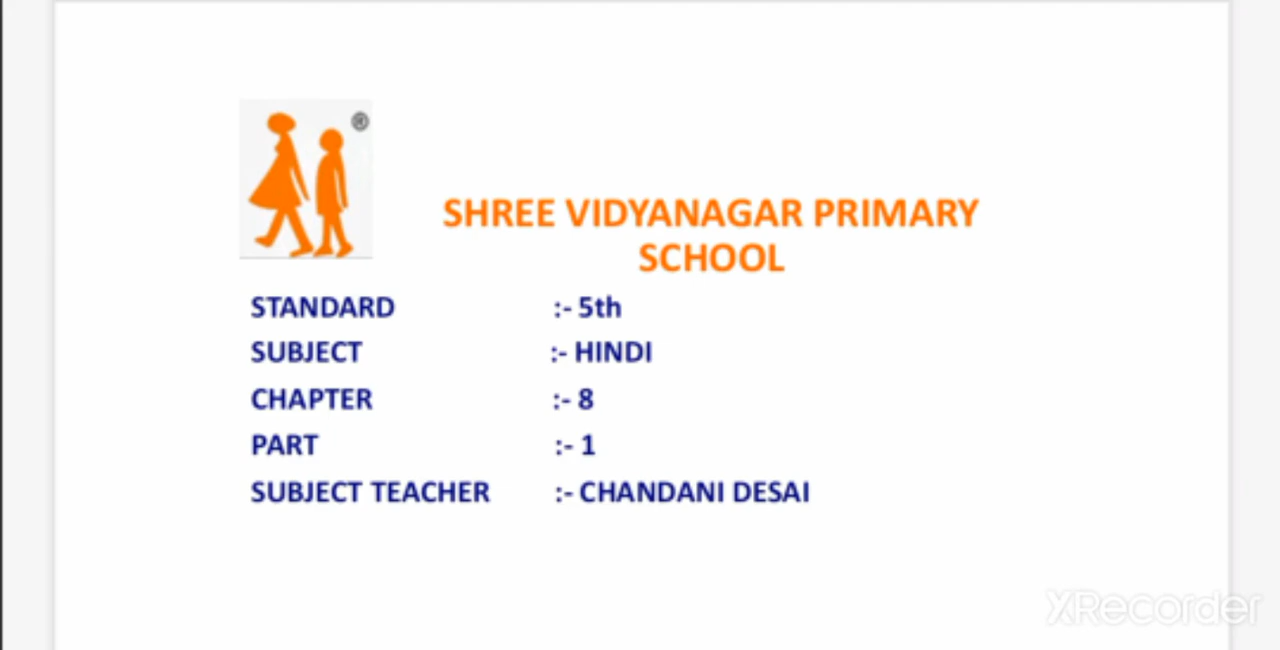 ®
SHREE VIDYANAGAR PRIMARY
SCHOOL
STANDARD :- 5th
SUBJECT :- HINDI
CHAPTER :- 8
PART :- 1
SUBJECT TEACHER :- CHANDANI DESAI
XRecorder